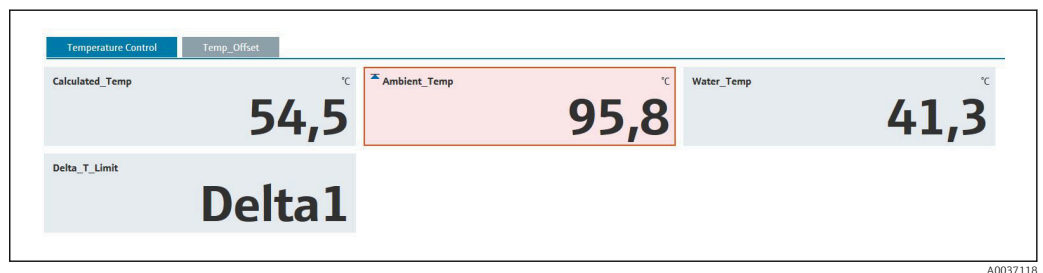 Temperature Control Temp_Offset
Calculated_Temp °C Ambient_Temp °C Water_Temp °C
54,5 95,8 41,3
Delta_T_Limit
Delta1
A0037118